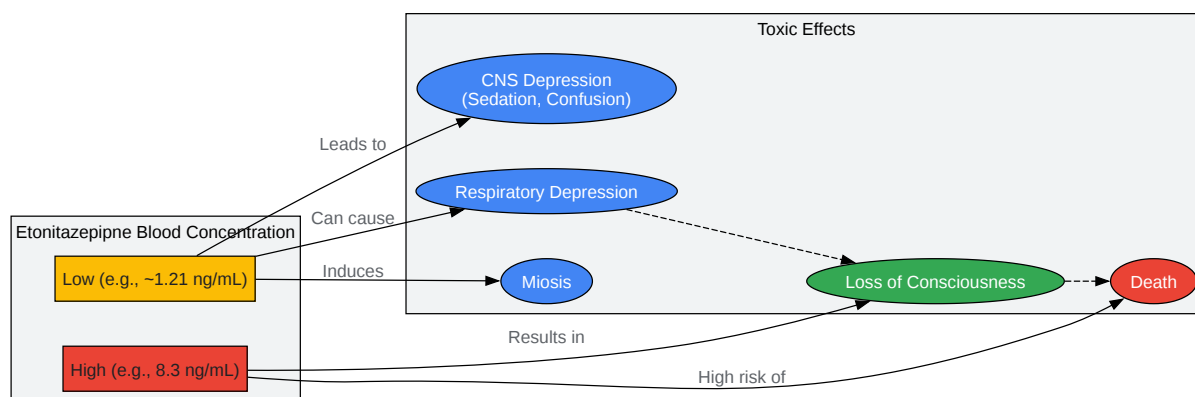 Toxic Effects
CNS Depression
(Sedation, Confusion)
Leads to
Respiratory Depression
Can cause
Etonitazepipne Blood Concentration
Low (e.g., ~1.21 ng/mL)
Induces
Miosis
Loss of Consciousness
Death
Results in
High (e.g., 8.3 ng/mL)
High risk of